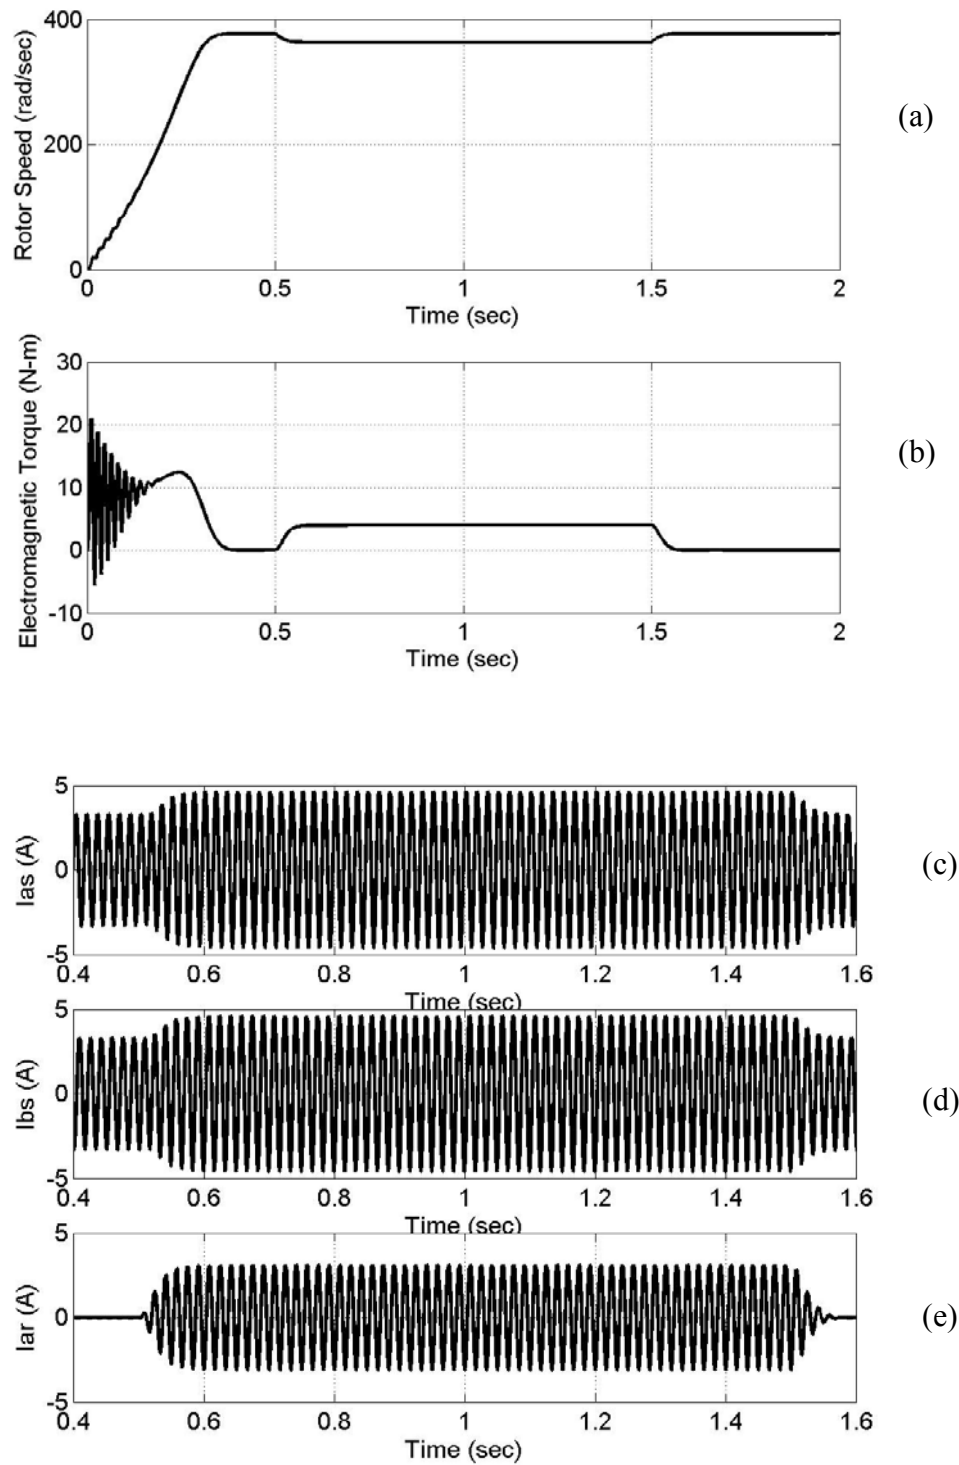 400
200
0
Rotor Speed (rad/sec)
0 0.5 1 1.5 2
Time (sec)
(a)
30
20
10
0
-10
Electromagnetic Torque (N-m)
0 0.5 1 1.5 2
Time (sec)
(b)
5
0
-5
Ias (A)
0.4 0.6 0.8 1 1.2 1.4 1.6
Time (sec)
(c)
5
0
-5
Ibs (A)
0.4 0.6 0.8 1 1.2 1.4 1.6
Time (sec)
(d)
5
0
-5
Iar (A)
0.4 0.6 0.8 1 1.2 1.4 1.6
Time (sec)
(e)